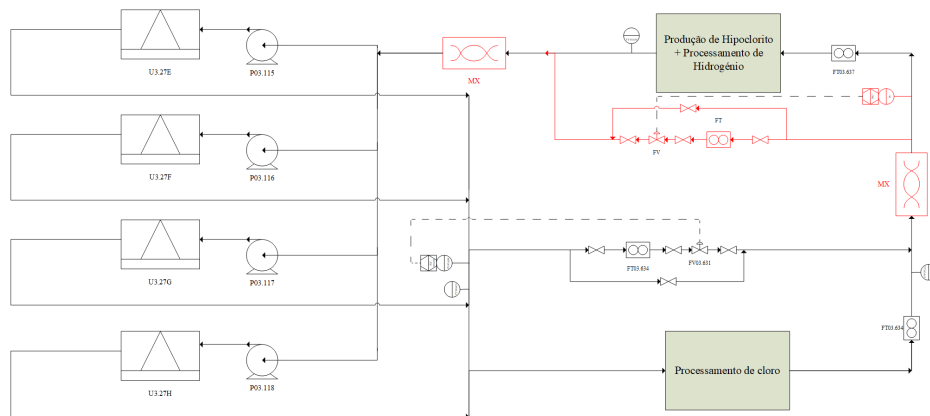 U3.27E
P03.115
MX
Produção de Hipoclorito
+ Processamento de
Hidrogénio
FT03.637
U3.27F
P03.116
FT
FV
MX
U3.27G
P03.117
FT03.634
FV03.631
U3.27H
P03.118
Processamento de cloro
FT03.634